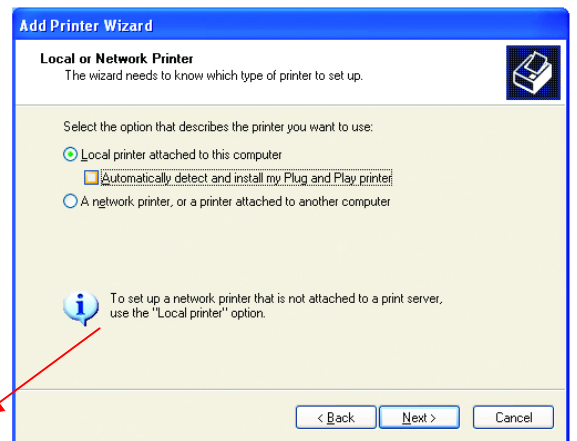 Add Printer Wizard
Local or Network Printer
The wizard needs to know which type of printer to set up.
Select the option that describes the printer you want to use:
Local printer attached to this computer
Automatically detect and install my Plug and Play printer
A network printer, or a printer attached to another computer
To set up a network printer that is not attached to a print server,
use the "Local printer" option.
< Back Next > Cancel